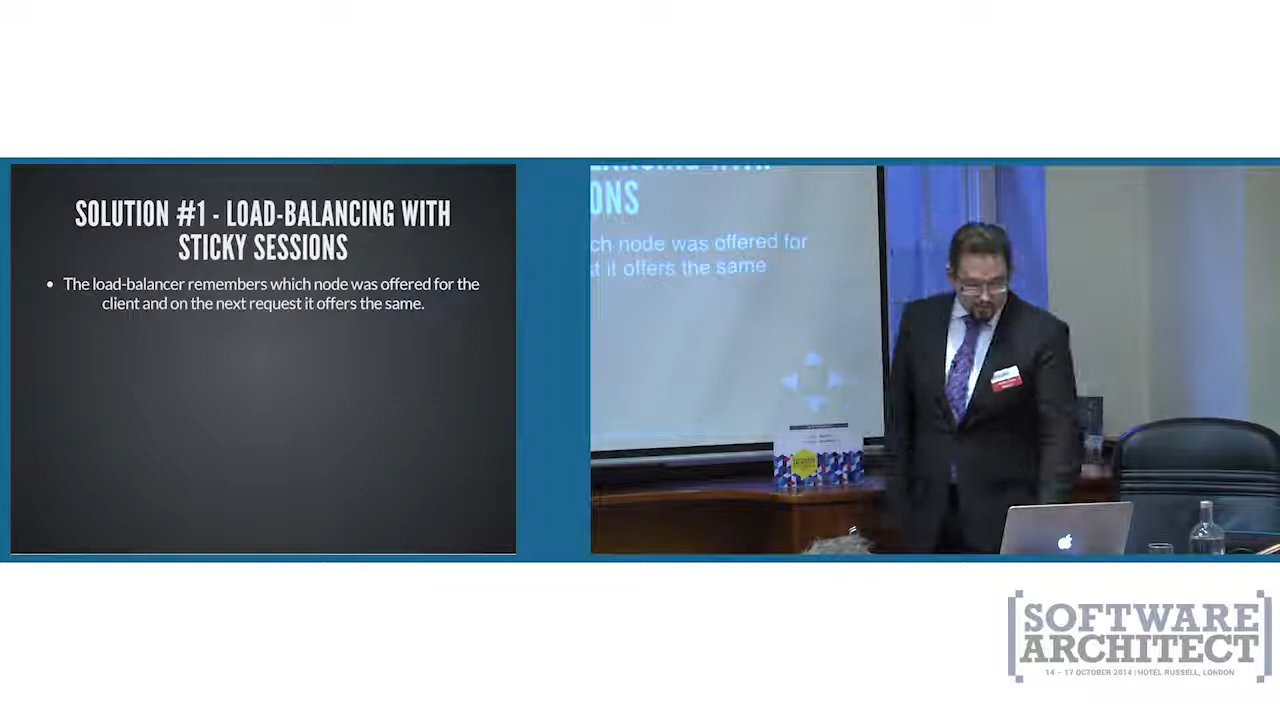 SOLUTION #1 - LOAD-BALANCING WITH
STICKY SESSIONS
• The load-balancer remembers which node was offered for the
client and on the next request it offers the same.
ONS
ch node was offered for
it offers the same
[SOFTWARE
ARCHITECT]
14 – 17 OCTOBER 2014 | HOTEL RUSSELL, LONDON